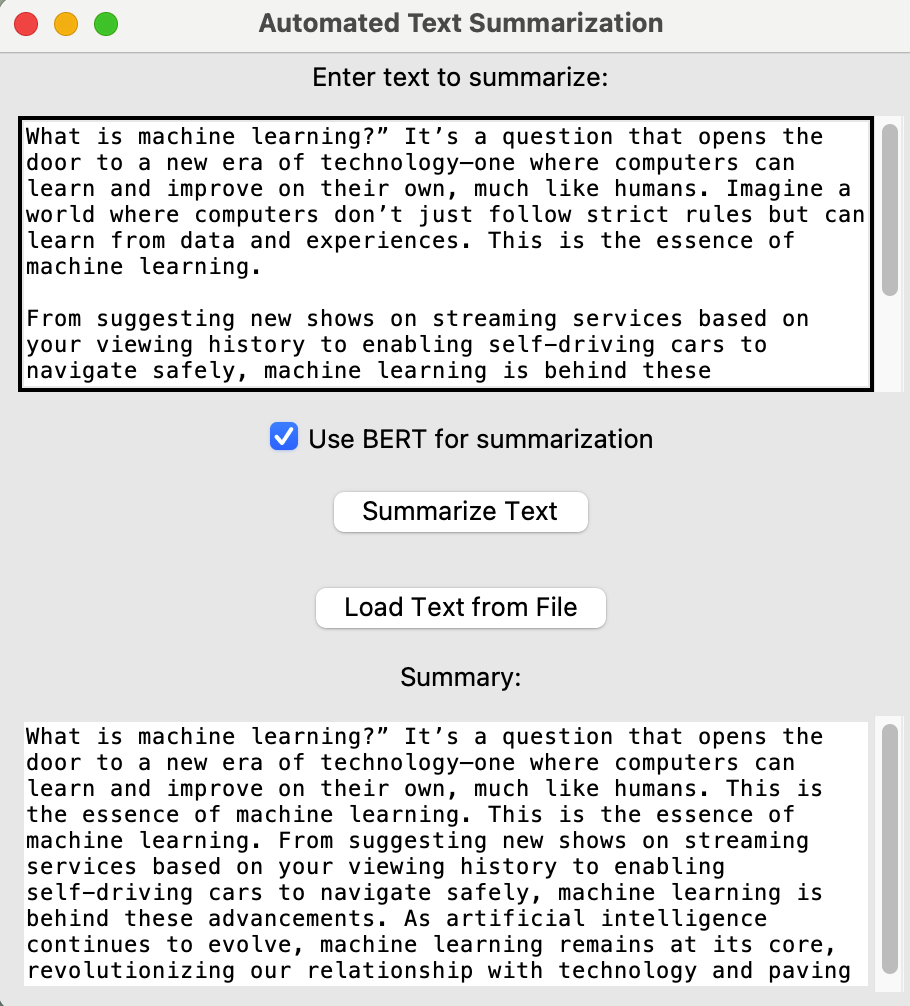 Automated Text Summarization
Enter text to summarize:
What is machine learning?” It’s a question that opens the
door to a new era of technology—one where computers can
learn and improve on their own, much like humans. Imagine a
world where computers don’t just follow strict rules but can
learn from data and experiences. This is the essence of
machine learning.
From suggesting new shows on streaming services based on
your viewing history to enabling self-driving cars to
navigate safely, machine learning is behind these
Use BERT for summarization
Summarize Text
Load Text from File
Summary:
What is machine learning?” It’s a question that opens the
door to a new era of technology—one where computers can
learn and improve on their own, much like humans. This is
the essence of machine learning. This is the essence of
machine learning. From suggesting new shows on streaming
services based on your viewing history to enabling
self-driving cars to navigate safely, machine learning is
behind these advancements. As artificial intelligence
continues to evolve, machine learning remains at its core,
revolutionizing our relationship with technology and paving